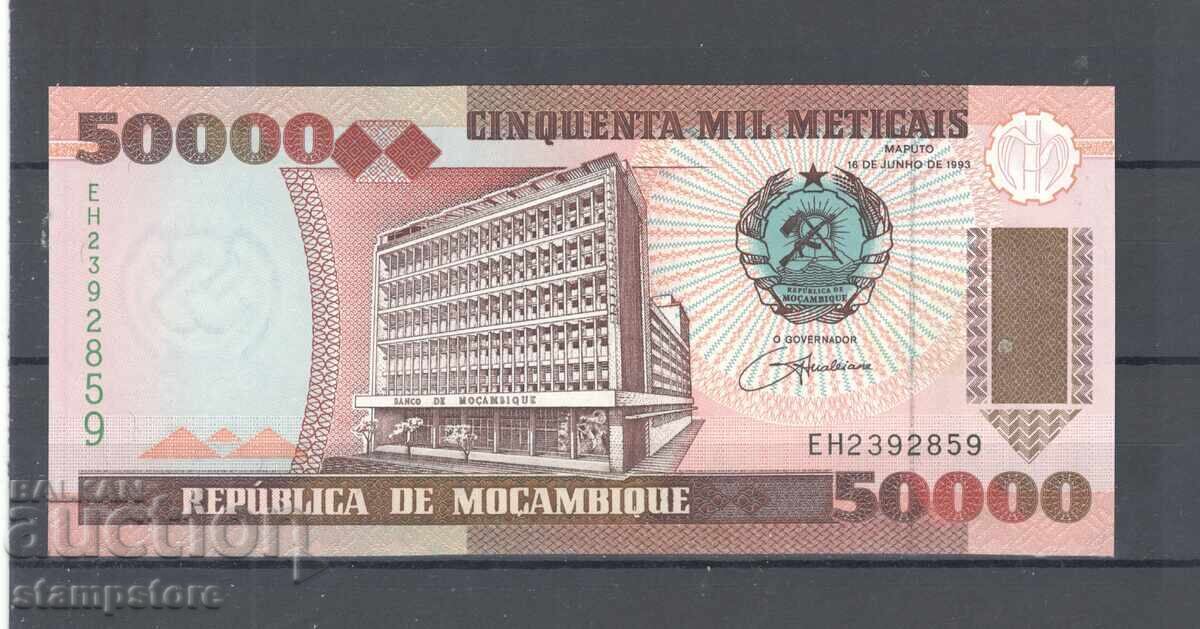 50000
CINQUENTA MIL METICAIS
MAPUTO
16 DE JUNHO DE 1993
EH2392859
REPÚBLICA DE
MOÇAMBIQUE
O GOVERNADOR
BANCO DE MOÇAMBIQUE
EH2392859
REPÚBLICA DE MOÇAMBIQUE
50000
BALKAN
auction
stampstore